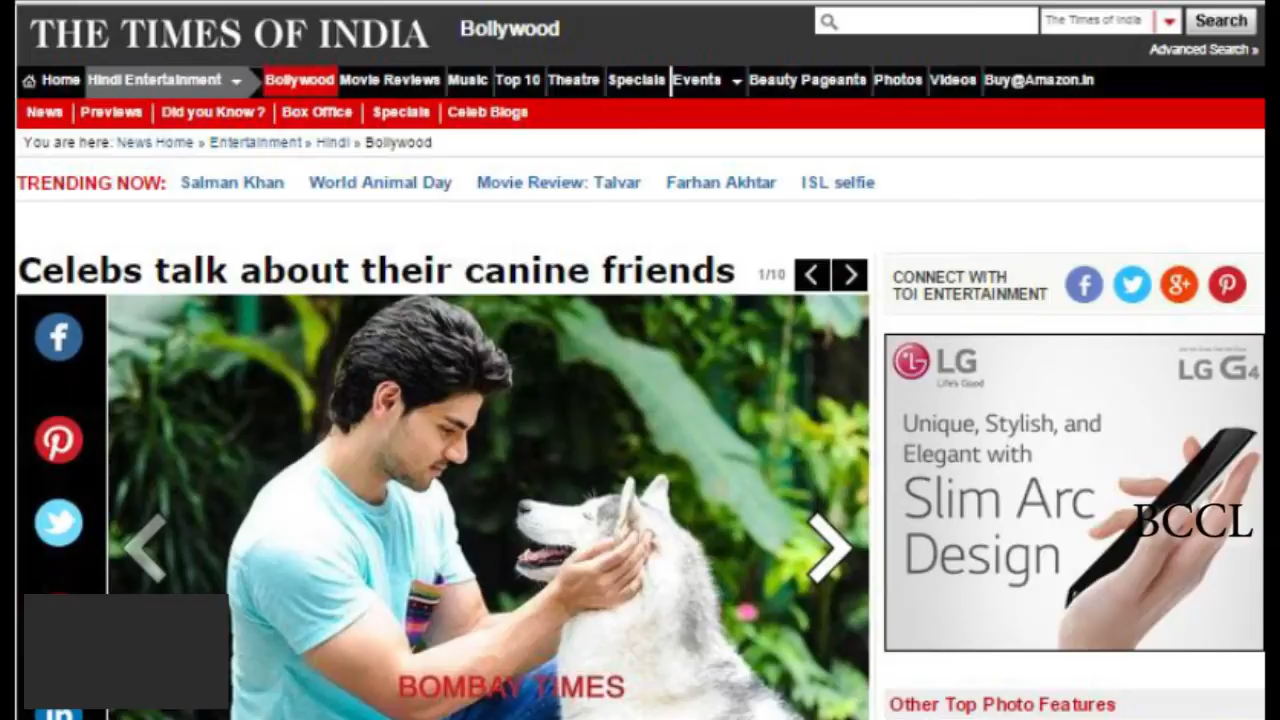 THE TIMES OF INDIA Bollywood
The Times of India Search
Advanced Search »
Home Hindi Entertainment Bollywood Movie Reviews Music Top 10 Theatre Specials Events Beauty Pageants Photos Videos Buy@Amazon.in
News Previews Did you Know? Box Office Specials Celeb Blogs
You are here: News Home » Entertainment » Hindi » Bollywood
TRENDING NOW: Salman Khan World Animal Day Movie Review: Talvar Farhan Akhtar ISL selfie
Celebs talk about their canine friends 1/10
CONNECT WITH
TOI ENTERTAINMENT
LG
Life's Good
LG G4
Unique, Stylish, and
Elegant with
Slim Arc
Design
BCCL
BOMBAY TIMES
Other Top Photo Features